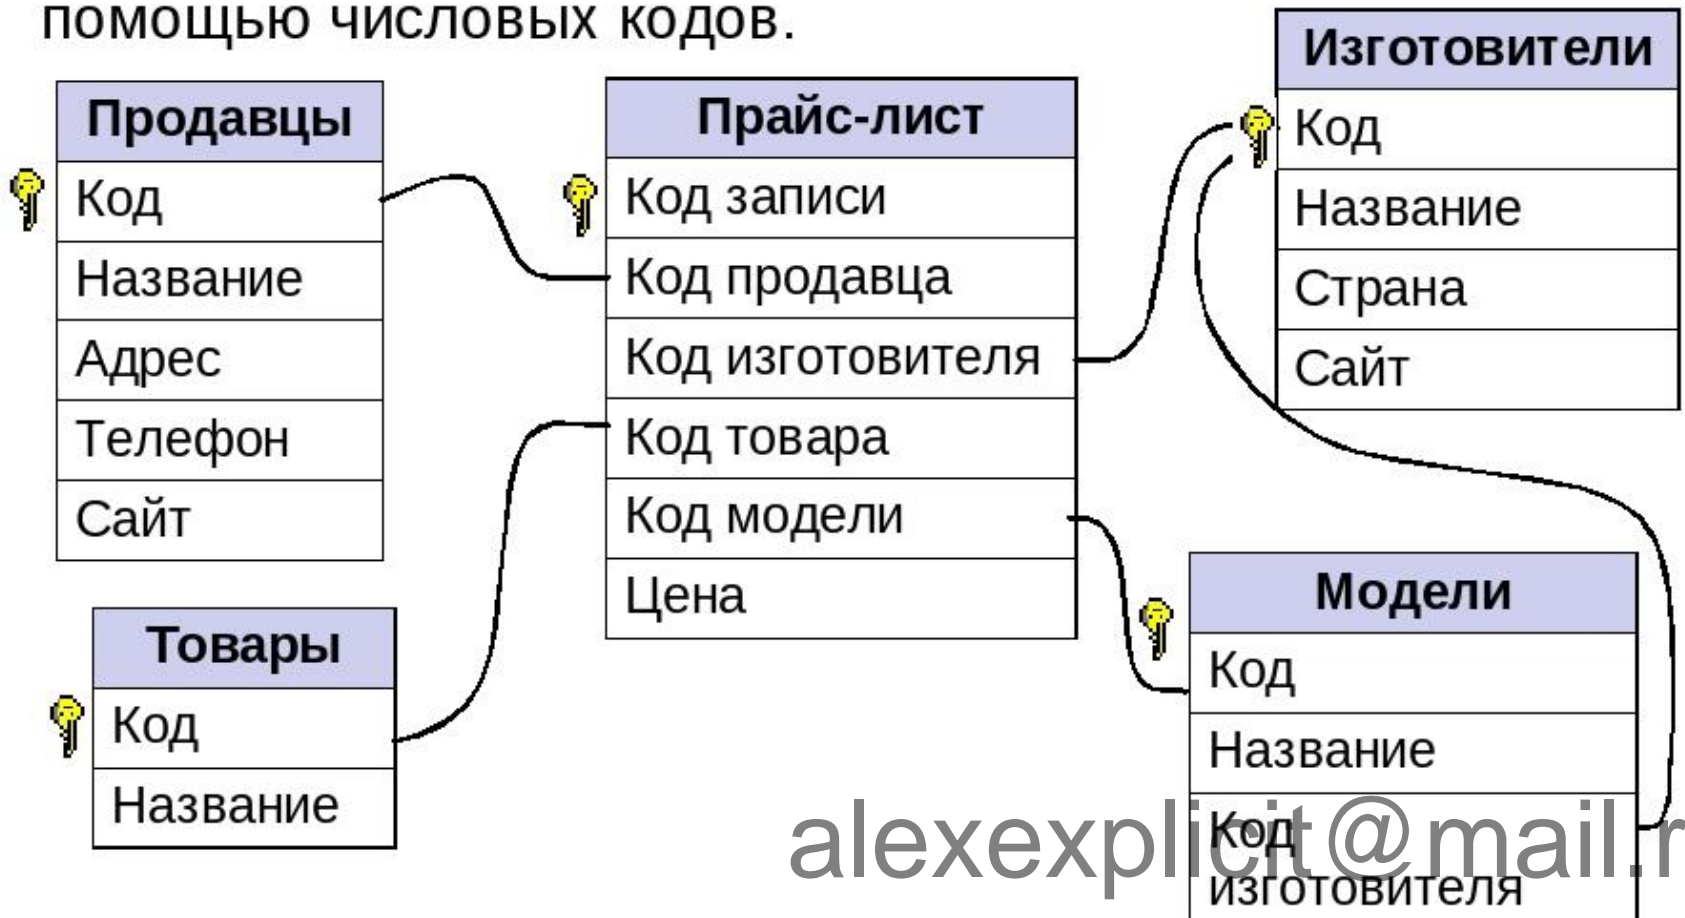 помощью числовых кодов.
Продавцы
Код
Название
Адрес
Телефон
Сайт
Прайс-лист
Код записи
Код продавца
Код изготовителя
Код товара
Код модели
Цена
Изготовители
Код
Название
Страна
Сайт
Товары
Код
Название
Модели
Код
Название
Код
изготовителя
alexexplicit@mail.r